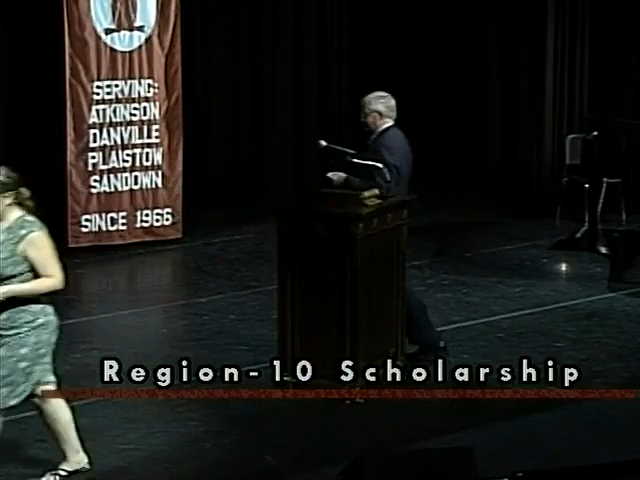 SERVING:
ATKINSON
DANVILLE
PLAISTOW
SANDOWN
SINCE 1966
Region-10 Scholarship